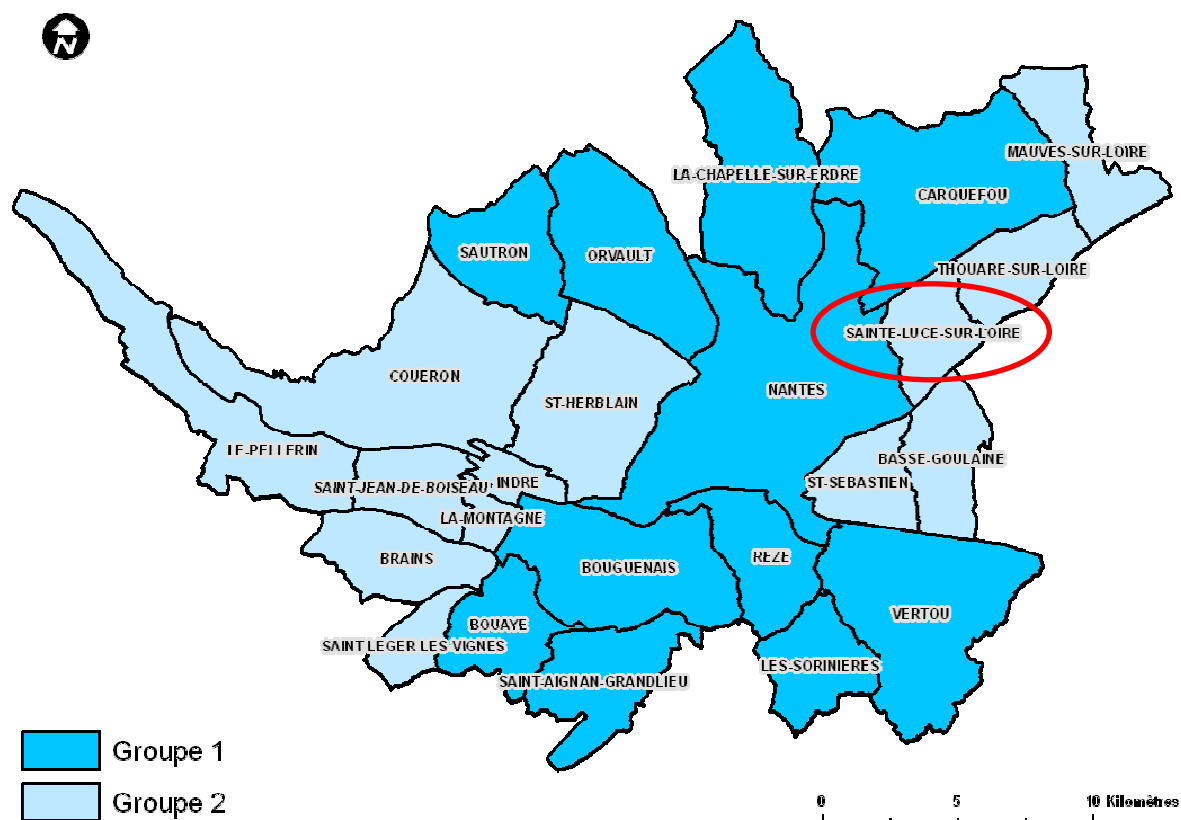 N
MAUVES-SUR-LOIRE
LA-CHAPELLE-SUR-ERDRE
CARQUEFOU
SAUTRON
ORVAULT
THOUARE-SUR-LOIRE
SAINTE-LUCE-SUR-LOIRE
COUERON
NANTES
ST-HERBLAIN
LE-PELLERIN
BASSE-GOULAINE
SAINT-JEAN-DE-BOISEAU
INDRE
ST-SEBASTIEN
LA-MONTAGNE
BRAINS
BOUGUENAIS
REZE
VERTOU
BOUAYE
SAINT LEGER LES VIGNES
LES-SORINIERES
SAINT-AIGNAN-GRANDLIEU
Groupe 1
Groupe 2
0 5 10 Kilomètres